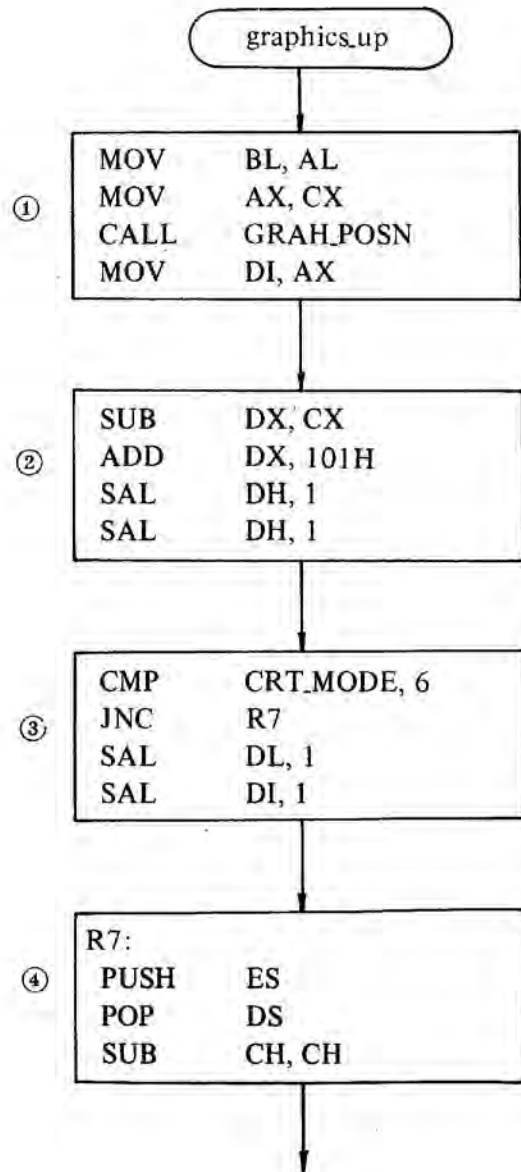 graphics_up
①
MOV BL, AL
MOV AX, CX
CALL GRAH_POSN
MOV DI, AX
②
SUB DX, CX
ADD DX, 101H
SAL DH, 1
SAL DH, 1
③
CMP CRT_MODE, 6
JNC R7
SAL DL, 1
SAL DI, 1
④
R7:
PUSH ES
POP DS
SUB CH, CH